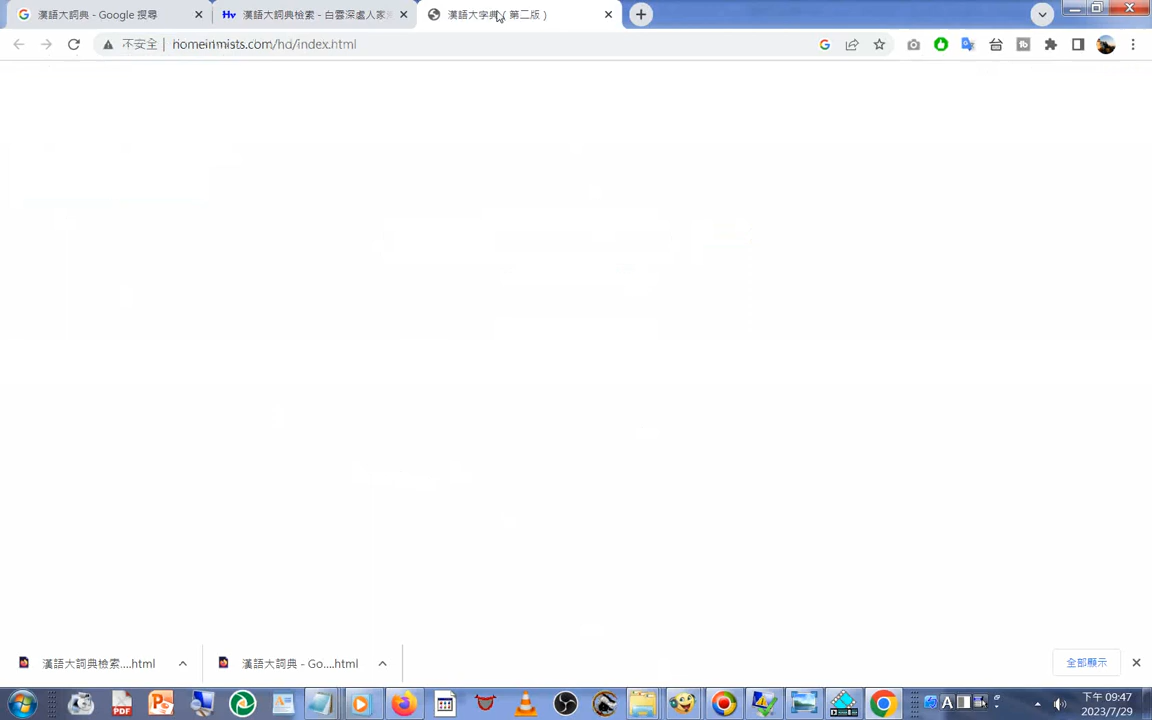 漢語大詞典 - Google 搜尋
漢語大詞典檢索 - 白雲深處人家
漢語大字典（第二版）
不安全 | homeinmists.com/hd/index.html
漢語大詞典檢索....html
漢語大詞典 - Go....html
全部顯示
下午 09:47
2023/7/29